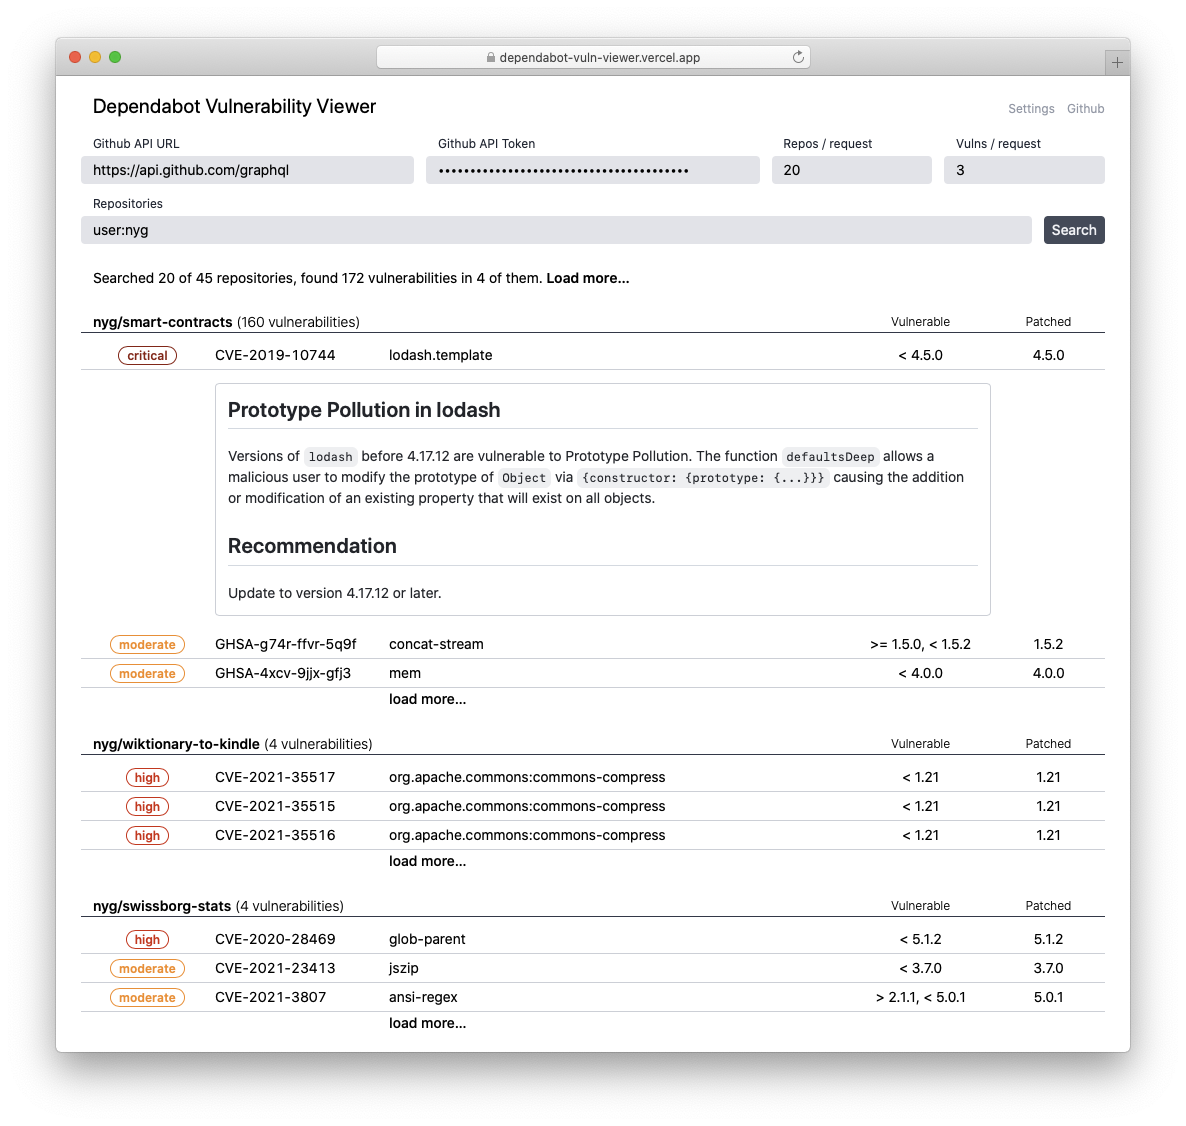 dependabot-vuln-viewer.vercel.app
Dependabot Vulnerability Viewer
Settings Github
Github API URL Github API Token Repos / request Vulns / request
https://api.github.com/graphql ••••••••••••••••••••••••••••••••••••••••  20 3
Repositories
user:nyg Search
Searched 20 of 45 repositories, found 172 vulnerabilities in 4 of them. Load more...
nyg/smart-contracts (160 vulnerabilities) Vulnerable Patched
critical CVE-2019-10744 lodash.template < 4.5.0 4.5.0
Prototype Pollution in lodash
Versions of lodash before 4.17.12 are vulnerable to Prototype Pollution. The function defaultsDeep allows a
malicious user to modify the prototype of Object via {constructor: {prototype: {...}}} causing the addition
or modification of an existing property that will exist on all objects.
Recommendation
Update to version 4.17.12 or later.
moderate GHSA-g74r-ffvr-5q9f concat-stream >= 1.5.0, < 1.5.2 1.5.2
moderate GHSA-4xcv-9jjx-gfj3 mem < 4.0.0 4.0.0
load more...
nyg/wiktionary-to-kindle (4 vulnerabilities) Vulnerable Patched
high CVE-2021-35517 org.apache.commons:commons-compress < 1.21 1.21
high CVE-2021-35515 org.apache.commons:commons-compress < 1.21 1.21
high CVE-2021-35516 org.apache.commons:commons-compress < 1.21 1.21
load more...
nyg/swissborg-stats (4 vulnerabilities) Vulnerable Patched
high CVE-2020-28469 glob-parent < 5.1.2 5.1.2
moderate CVE-2021-23413 jszip < 3.7.0 3.7.0
moderate CVE-2021-3807 ansi-regex > 2.1.1, < 5.0.1 5.0.1
load more...